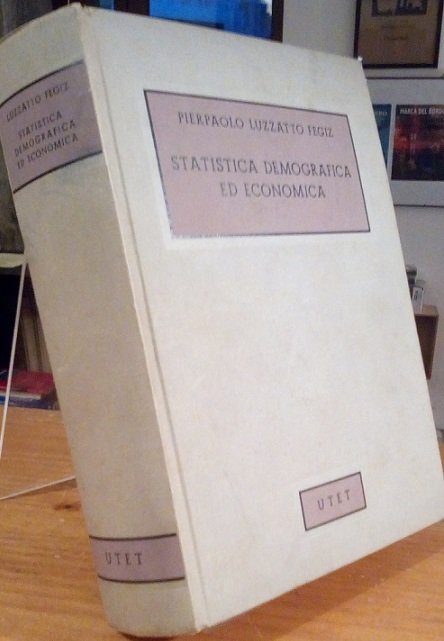 LUZZATTO FEGIZ
STATISTICA
DEMOGRAFICA
ED ECONOMICA
UTET
PIERPAOLO LUZZATTO FEGIZ
STATISTICA DEMOGRAFICA
ED ECONOMICA
UTET